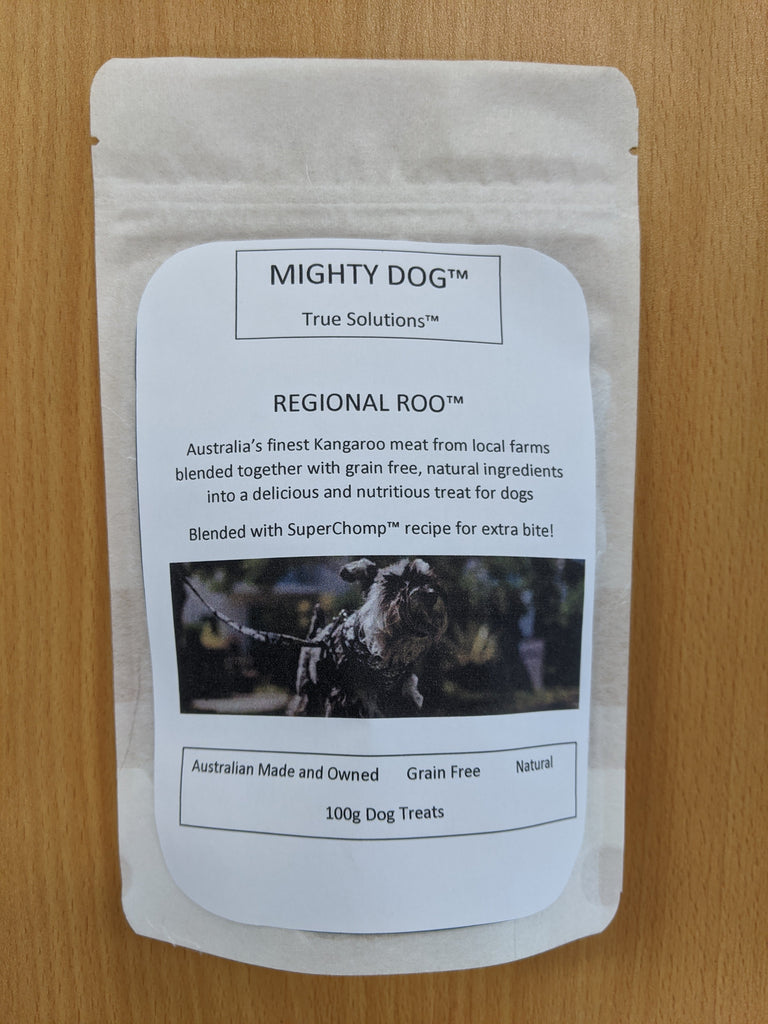 MIGHTY DOG™
True Solutions™
REGIONAL ROO™
Australia's finest Kangaroo meat from local farms
blended together with grain free, natural ingredients
into a delicious and nutritious treat for dogs
Blended with SuperChomp™ recipe for extra bite!
Australian Made and Owned Grain Free Natural
100g Dog Treats